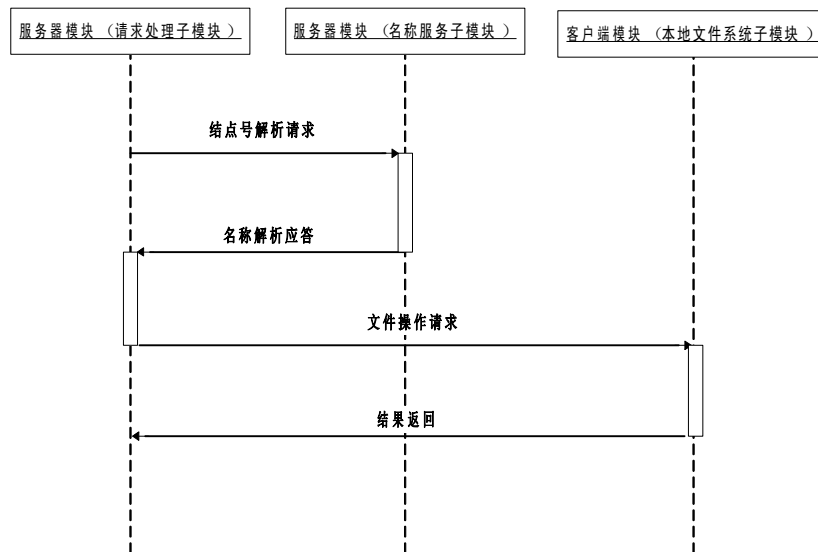 服务器模块（请求处理子模块）
服务器模块（名称服务子模块）
客户端模块（本地文件系统子模块）
结点号解析请求
名称解析应答
文件操作请求
结果返回